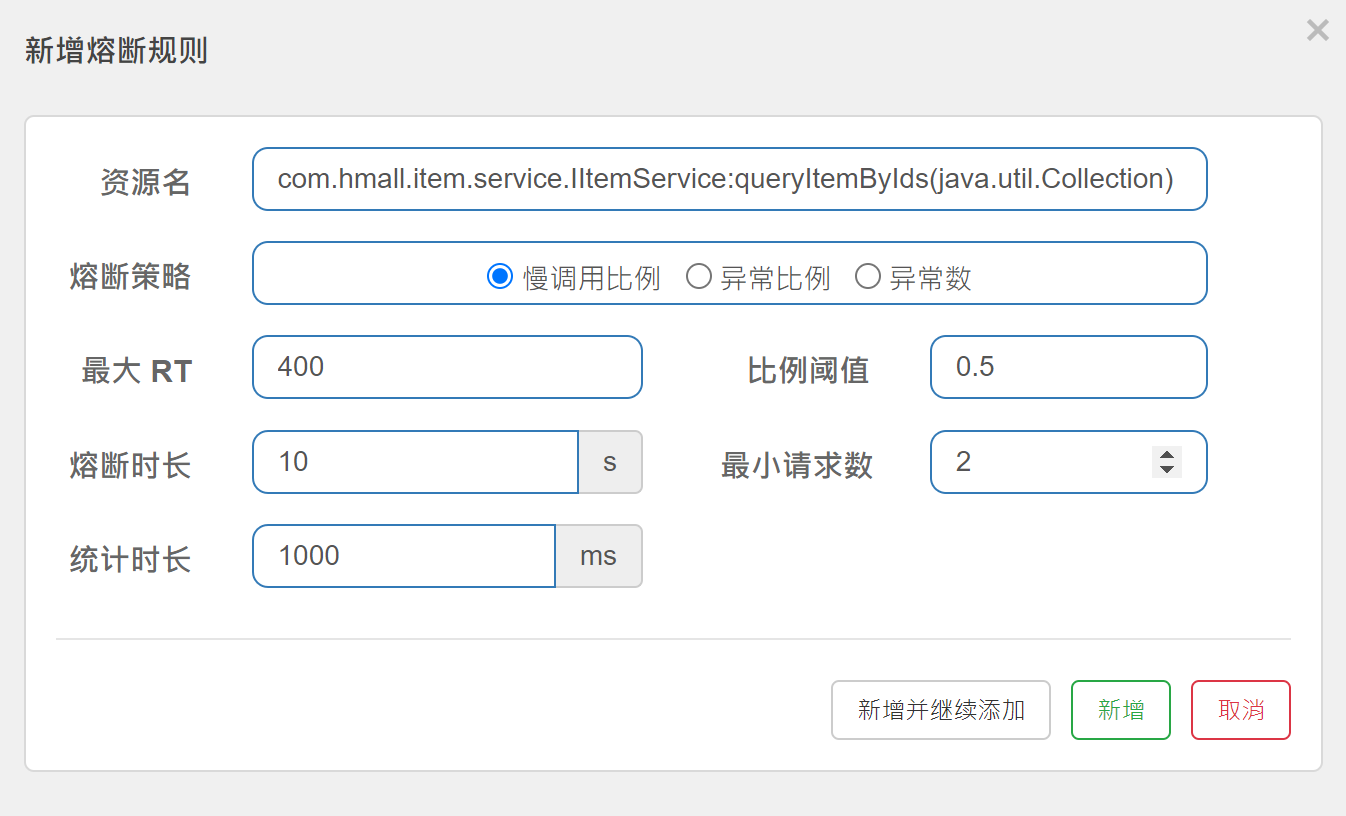 新增熔断规则
×
资源名 com.hmall.item.service.IItemService:queryItemByIds(java.util.Collection)
熔断策略 慢调用比例 异常比例 异常数
最大 RT 400 比例阈值 0.5
熔断时长 10 s 最小请求数 2
统计时长 1000 ms
新增并继续添加 新增 取消